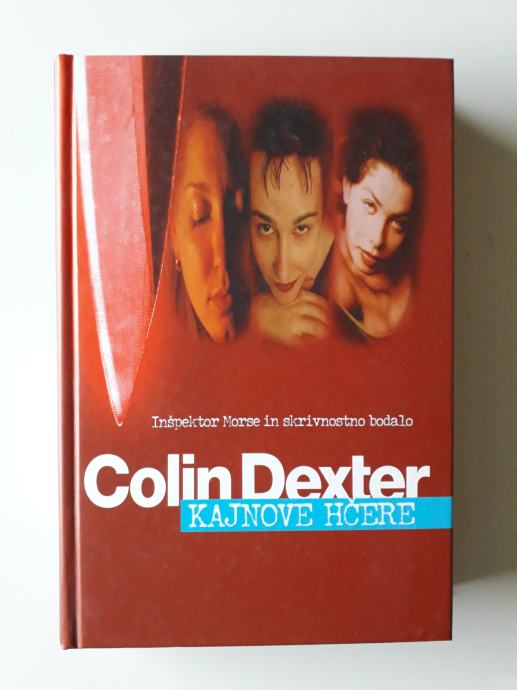 Inšpektor Morse in skrivnostno bodalo
Colin Dexter
KAJNOVE HČERE